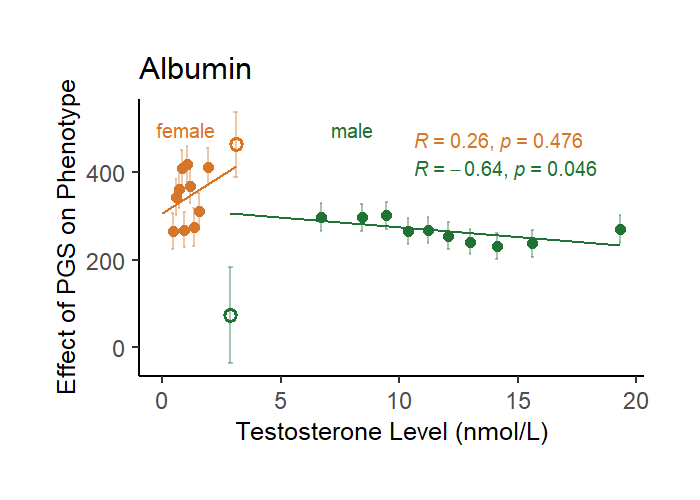 Albumin
Effect of PGS on Phenotype
female
male
R = 0.26, p = 0.476
R = −0.64, p = 0.046
400
200
0
0 5 10 15 20
Testosterone Level (nmol/L)